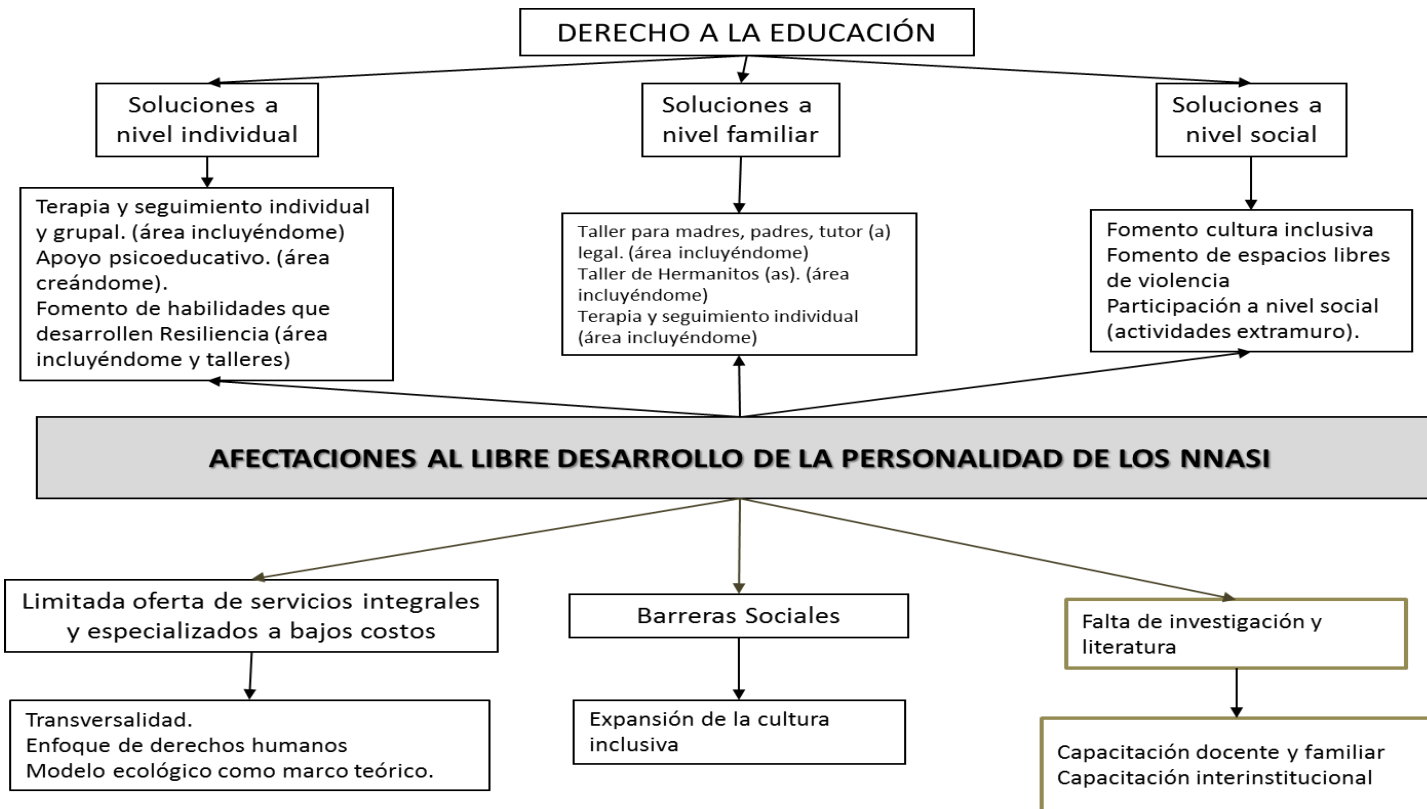 DERECHO A LA EDUCACIÓN
Soluciones a
nivel individual
Soluciones a
nivel familiar
Soluciones a
nivel social
Terapia y seguimiento individual
y grupal. (área incluyéndome)
Apoyo psicoeducativo. (área
creándome).
Fomento de habilidades que
desarrollen Resiliencia (área
incluyéndome y talleres)
Taller para madres, padres, tutor (a)
legal. (área incluyéndome)
Taller de Hermanitos (as). (área
incluyéndome)
Terapia y seguimiento individual
(área incluyéndome)
Fomento cultura inclusiva
Fomento de espacios libres
de violencia
Participación a nivel social
(actividades extramuro).
AFECTACIONES AL LIBRE DESARROLLO DE LA PERSONALIDAD DE LOS NNASI
Limitada oferta de servicios integrales
y especializados a bajos costos
Barreras Sociales
Falta de investigación y
literatura
Transversalidad.
Enfoque de derechos humanos
Modelo ecológico como marco teórico.
Expansión de la cultura
inclusiva
Capacitación docente y familiar
Capacitación interinstitucional